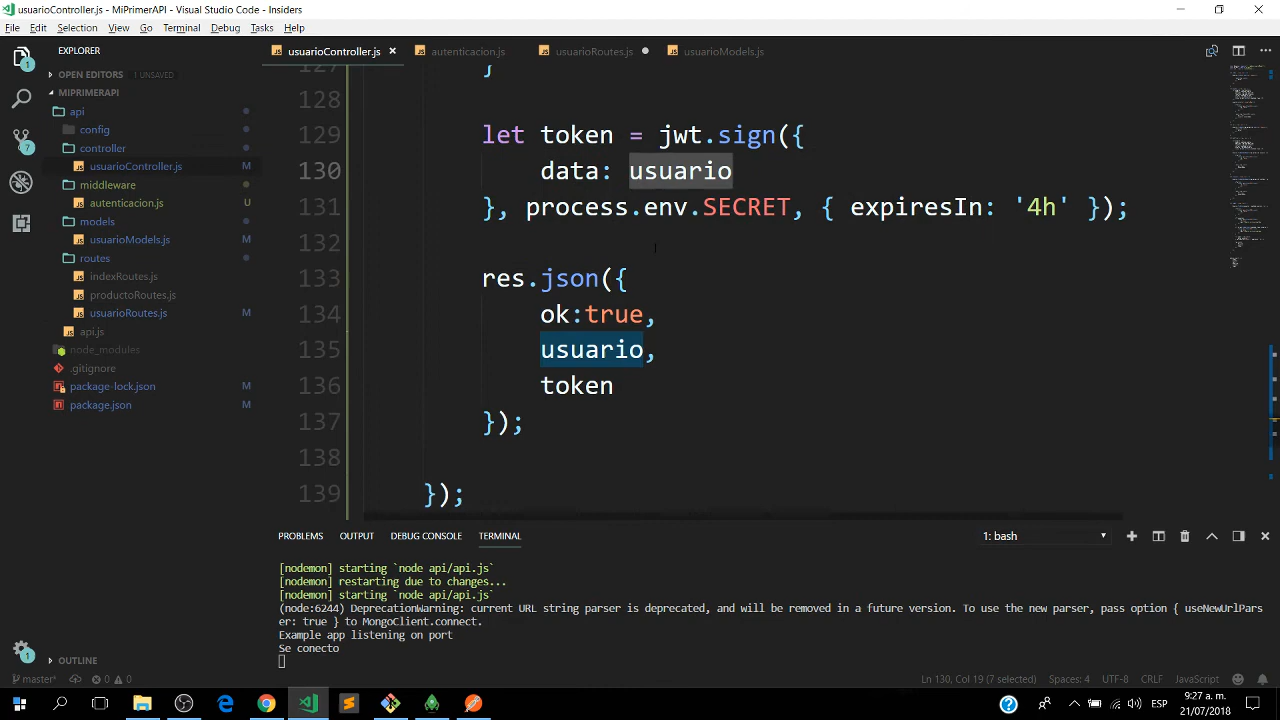 usuarioController.js - MiPrimerAPI - Visual Studio Code - Insiders
File Edit Selection View Go Terminal Debug Tasks Help
EXPLORER
usuarioController.js
autenticacion.js
usuarioRoutes.js
usuarioModels.js
OPEN EDITORS 1 UNSAVED
MIPRIMERAPI
api
config
controller
usuarioController.js M
middleware
autenticacion.js U
models
usuarioModels.js M
routes
indexRoutes.js
productoRoutes.js
usuarioRoutes.js M
api.js
node_modules
.gitignore
package-lock.json M
package.json M
OUTLINE
127 }
128
129 let token = jwt.sign({
130 data: usuario
131 }, process.env.SECRET, { expiresIn: '4h' });
132
133 res.json({
134 ok:true,
135 usuario,
136 token
137 });
138
139 });
PROBLEMS OUTPUT DEBUG CONSOLE TERMINAL 1: bash
[nodemon] starting `node api/api.js`
[nodemon] restarting due to changes...
[nodemon] starting `node api/api.js`
(node:6244) DeprecationWarning: current URL string parser is deprecated, and will be removed in a future version. To use the new parser, pass option { useNewUrlPars
er: true } to MongoClient.connect.
Example app listening on port
Se conecto
master* 0 0 Ln 130, Col 19 (7 selected) Spaces: 4 UTF-8 CRLF JavaScript
ESP
9:27 a. m.
21/07/2018
1
7
1